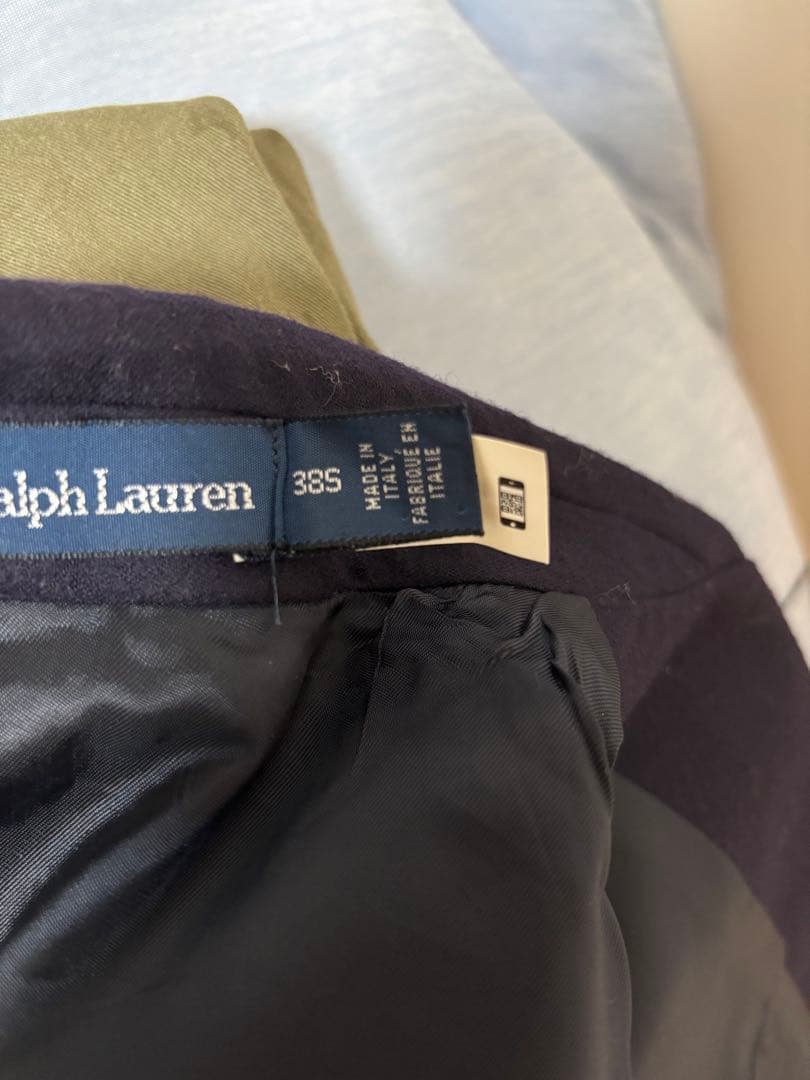 alph Lauren
38S
MADE IN
ITALY,
FABRIQUÉ EN
ITALIE